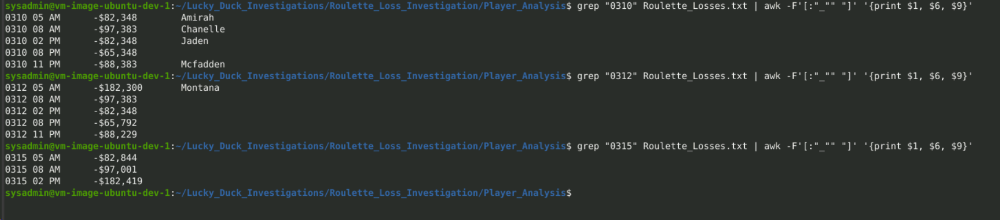 sysadmin@vm-image-ubuntu-dev-1:~/Lucky_Duck_Investigations/Roulette_Loss_Investigation/Player_Analysis$ grep "0310" Roulette_Losses.txt | awk -F'[:"_"" "]' '{print $1, $6, $9}'
0310 05 AM      -$82,348        Amirah
0310 08 AM      -$97,383        Chanelle
0310 02 PM      -$82,348        Jaden
0310 08 PM      -$65,348
0310 11 PM      -$88,383        Mcfadden
sysadmin@vm-image-ubuntu-dev-1:~/Lucky_Duck_Investigations/Roulette_Loss_Investigation/Player_Analysis$ grep "0312" Roulette_Losses.txt | awk -F'[:"_"" "]' '{print $1, $6, $9}'
0312 05 AM      -$182,300       Montana
0312 08 AM      -$97,383
0312 02 PM      -$82,348
0312 08 PM      -$65,792
0312 11 PM      -$88,229
sysadmin@vm-image-ubuntu-dev-1:~/Lucky_Duck_Investigations/Roulette_Loss_Investigation/Player_Analysis$ grep "0315" Roulette_Losses.txt | awk -F'[:"_"" "]' '{print $1, $6, $9}'
0315 05 AM      -$82,844
0315 08 AM      -$97,001
0315 02 PM      -$182,419
sysadmin@vm-image-ubuntu-dev-1:~/Lucky_Duck_Investigations/Roulette_Loss_Investigation/Player_Analysis$